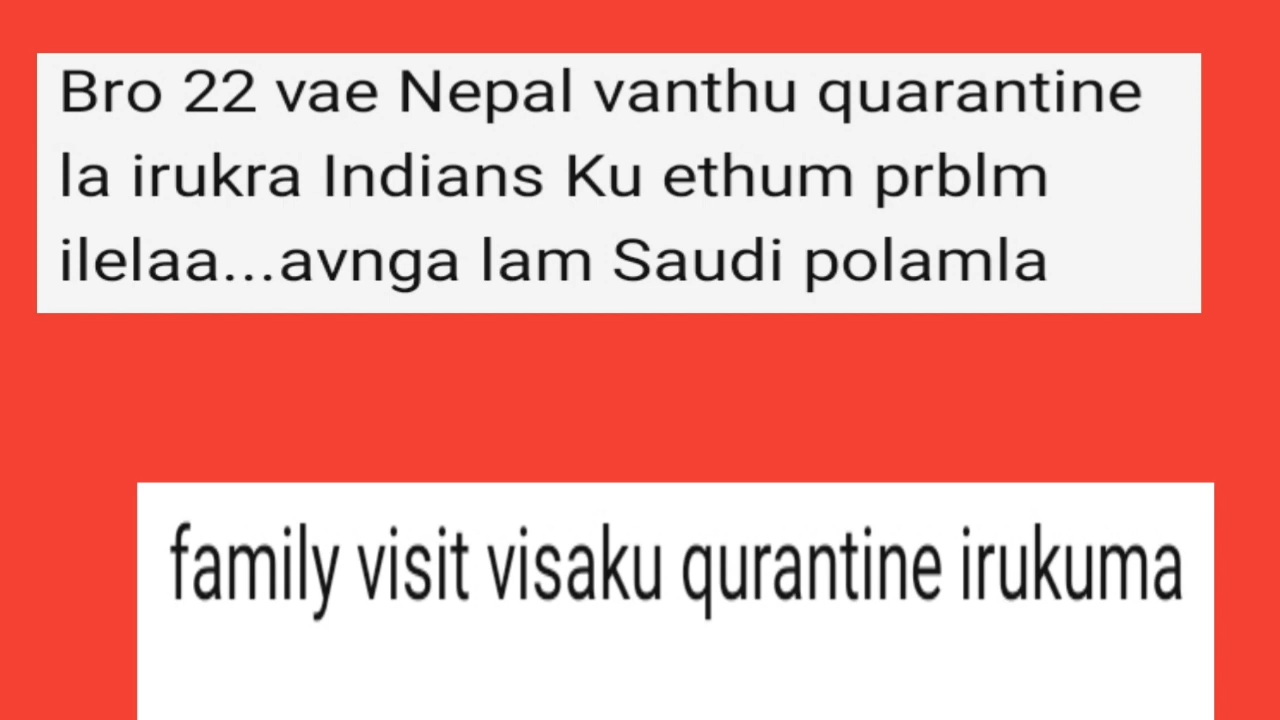 Bro 22 vae Nepal vanthu quarantine
la irukra Indians Ku ethum prblm
ilelaa...avnga lam Saudi polamla
family visit visaku qurantine irukuma